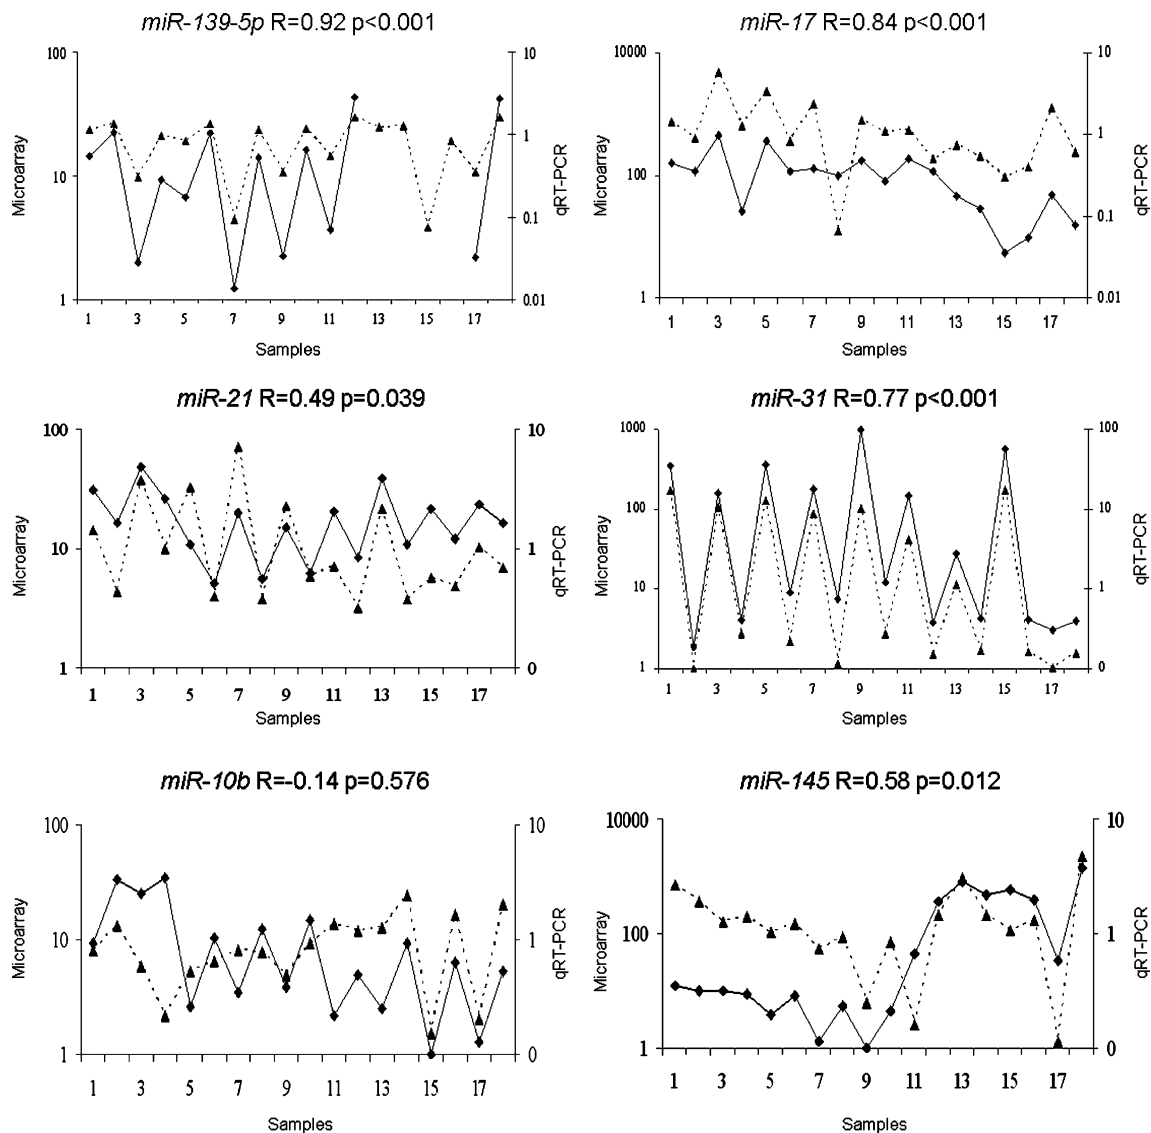 miR-139-5p R=0.92 p<0.001
100
10
1
Microarray
10
1
0.1
0.01
qRT-PCR
1 3 5 7 9 11 13 15 17
Samples
miR-17 R=0.84 p<0.001
10000
100
1
Microarray
10
1
0.1
0.01
qRT-PCR
1 3 5 7 9 11 13 15 17
Samples
miR-21 R=0.49 p=0.039
100
10
1
Microarray
10
1
0
qRT-PCR
1 3 5 7 9 11 13 15 17
Samples
miR-31 R=0.77 p<0.001
1000
100
10
1
Microarray
100
10
1
0
qRT-PCR
1 3 5 7 9 11 13 15 17
Samples
miR-10b R=-0.14 p=0.576
100
10
1
Microarray
10
1
0
qRT-PCR
1 3 5 7 9 11 13 15 17
Samples
miR-145 R=0.58 p=0.012
10000
100
1
Microarray
10
1
0
qRT-PCR
1 3 5 7 9 11 13 15 17
Samples